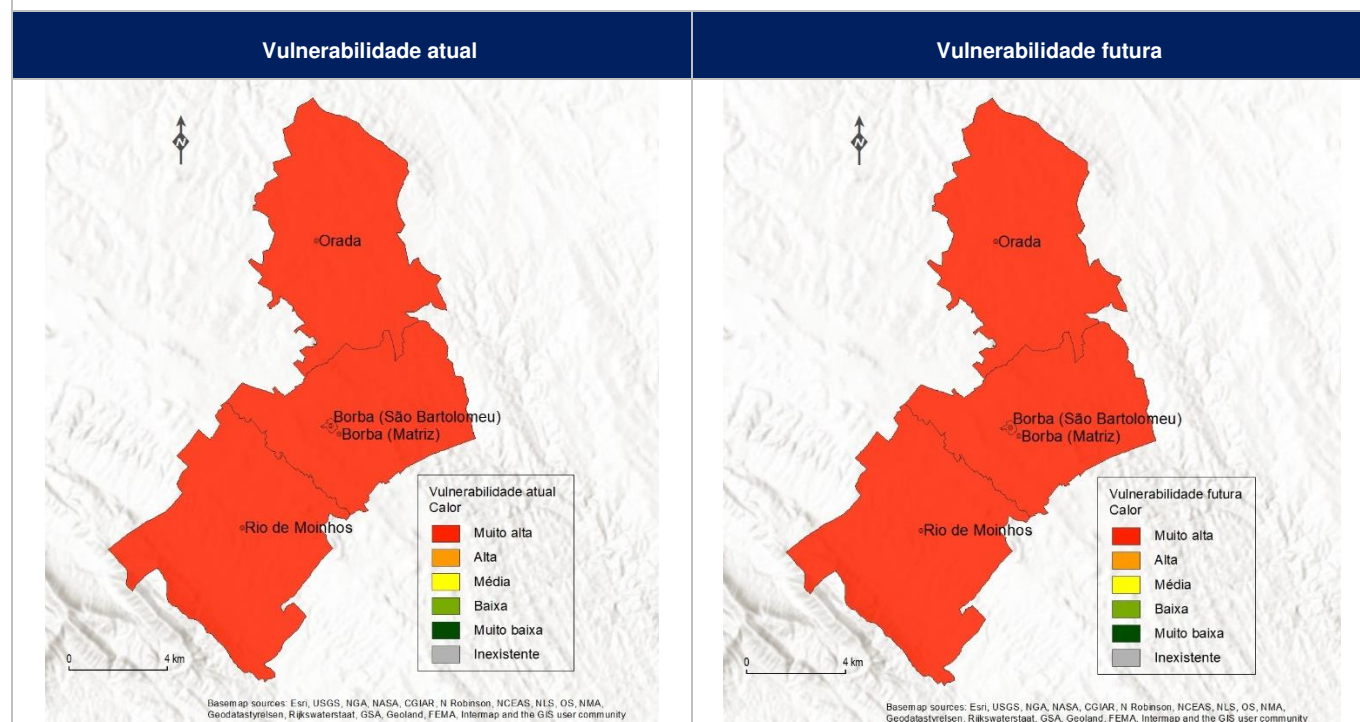 Vulnerabilidade atual
Vulnerabilidade futura
N
Orada
Borba (São Bartolomeu)
Borba (Matriz)
Rio de Moinhos
Vulnerabilidade atual
Calor
Muito alta
Alta
Média
Baixa
Muito baixa
Inexistente
0 4 km
Basemap sources: Esri, USGS, NGA, NASA, CGIAR, N Robinson, NCEAS, NLS, OS, NMA,
Geodatastyrelsen, Rijkswaterstaat, GSA, Geoland, FEMA, Intermap and the GIS user community
N
Orada
Borba (São Bartolomeu)
Borba (Matriz)
Rio de Moinhos
Vulnerabilidade futura
Calor
Muito alta
Alta
Média
Baixa
Muito baixa
Inexistente
0 4 km
Basemap sources: Esri, USGS, NGA, NASA, CGIAR, N Robinson, NCEAS, NLS, OS, NMA,
Geodatastyrelsen, Rijkswaterstaat, GSA, Geoland, FEMA, Intermap and the GIS user community